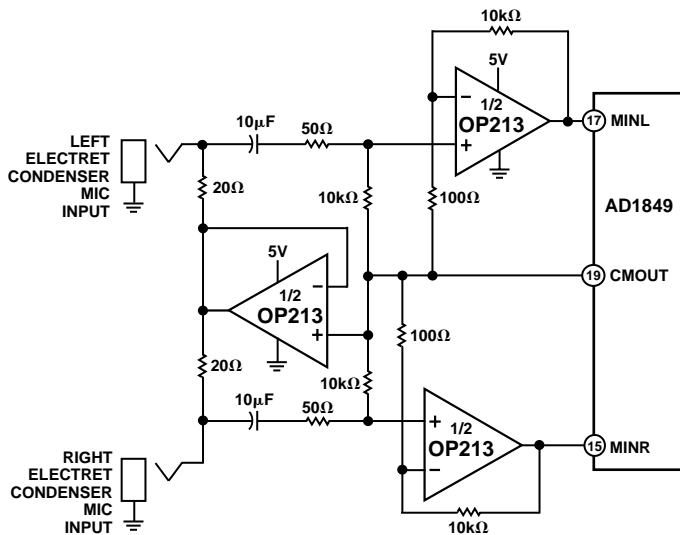 10kΩ
5V
1/2
OP213
17 MINL
LEFT
ELECTRET
CONDENSER
MIC
INPUT
10μF
50Ω
20Ω
10kΩ
100Ω
AD1849
5V
1/2
OP213
19 CMOUT
100Ω
20Ω
10kΩ
10μF
50Ω
1/2
OP213
15 MINR
RIGHT
ELECTRET
CONDENSER
MIC
INPUT
10kΩ